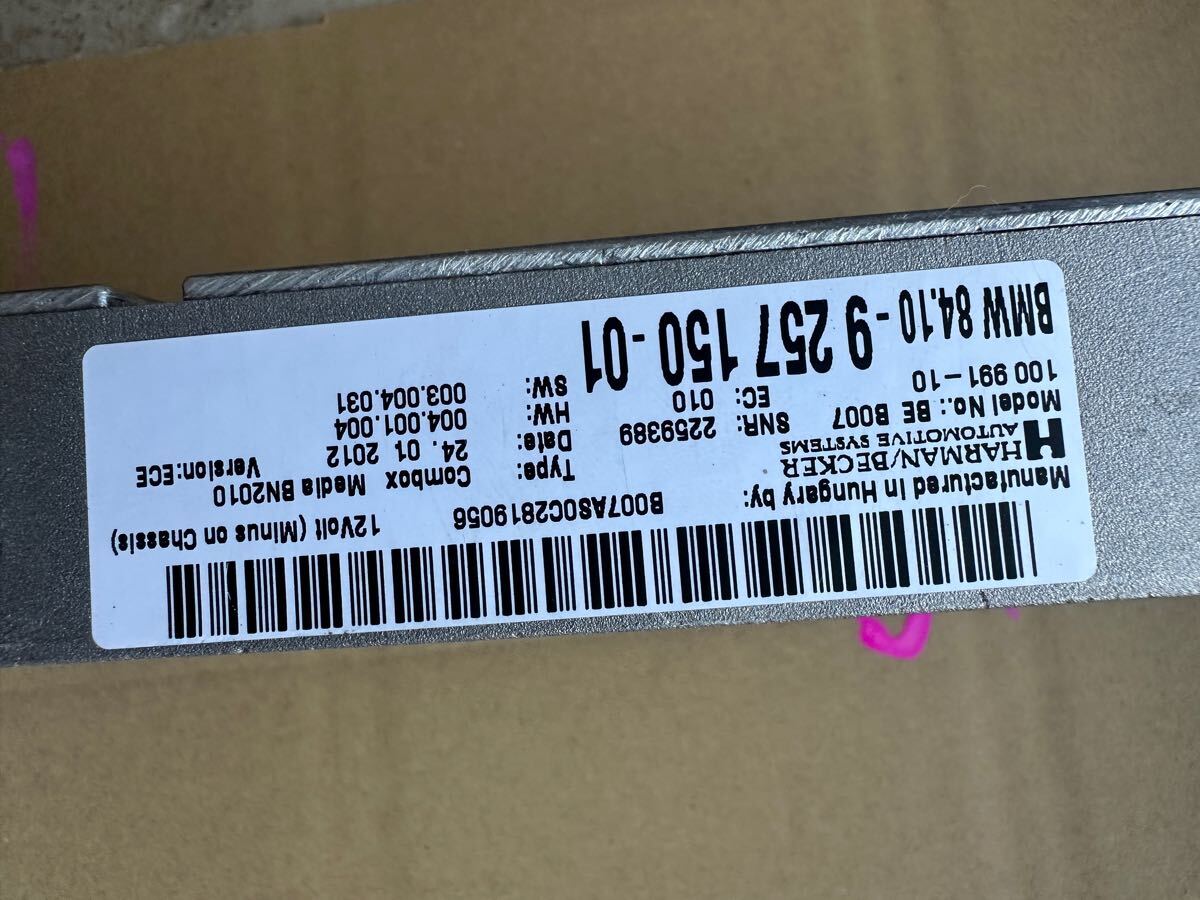 B007AS0C2819056
12Volt (Minus on Chassis)
Manufactured in Hungary by:
HARMAN/BECKER
AUTOMOTIVE SYSTEMS
Model No.: BE B007
100 991-10
SNR: 2259389
EC: 010
Type: Combox Media BN2010
Date: 24. 01. 2012 Version:ECE
HW: 004.001.004
SW: 003.004.031
BMW 84.10-9 257 150-01